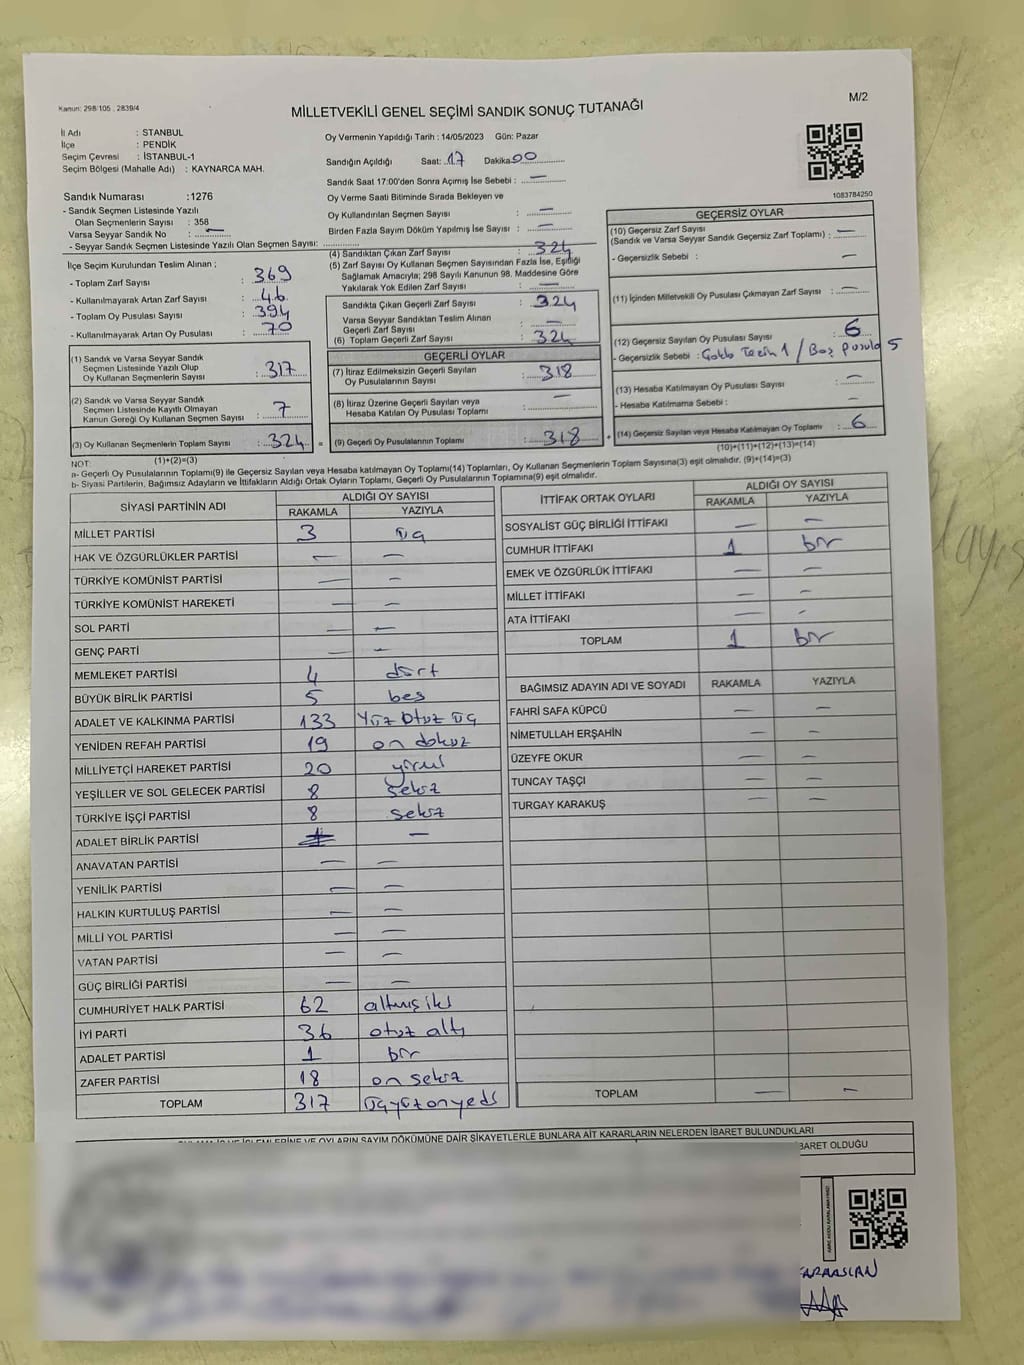 Kanun: 298/105, 2839/4
M/2
MİLLETVEKİLİ GENEL SEÇİMİ SANDIK SONUÇ TUTANAĞI
İl Adı : STANBUL
İlçe : PENDİK
Seçim Çevresi : İSTANBUL-1
Seçim Bölgesi (Mahalle Adı) : KAYNARCA MAH.
Oy Vermenin Yapıldığı Tarih : 14/05/2023 Gün: Pazar
Sandığın Açıldığı Saat: 17 Dakika 00
Sandık Saat 17:00'den Sonra Açımış İse Sebebi : —
Oy Verme Saati Bitiminde Sırada Bekleyen ve
Oy Kullandırılan Seçmen Sayısı : —
Birden Fazla Sayım Döküm Yapılmış İse Sayısı : —
1083784250
Sandık Numarası :1276
- Sandık Seçmen Listesinde Yazılı
Olan Seçmenlerin Sayısı : 358
Varsa Seyyar Sandık No : —
- Seyyar Sandık Seçmen Listesinde Yazılı Olan Seçmen Sayısı:
İlçe Seçim Kurulundan Teslim Alınan ;
- Toplam Zarf Sayısı : 369
- Kullanılmayarak Artan Zarf Sayısı : 46
- Toplam Oy Pusulası Sayısı : 394
- Kullanılmayarak Artan Oy Pusulası : 70
(1) Sandık ve Varsa Seyyar Sandık
Seçmen Listesinde Yazılı Olup
Oy Kullanan Seçmenlerin Sayısı : 317
(2) Sandık ve Varsa Seyyar Sandık
Seçmen Listesinde Kayıtlı Olmayan
Kanun Gereği Oy Kullanan Seçmen Sayısı : 7
(3) Oy Kullanan Seçmenlerin Toplam Sayısı : 324
(1)+(2)=(3)
(4) Sandıktan Çıkan Zarf Sayısı : 324
(5) Zarf Sayısı Oy Kullanan Seçmen Sayısından Fazla İse, Eşitliği
Sağlamak Amacıyla; 298 Sayılı Kanunun 98. Maddesine Göre
Yakılarak Yok Edilen Zarf Sayısı : —
Sandıkta Çıkan Geçerli Zarf Sayısı : 324
Varsa Seyyar Sandıktan Teslim Alınan
Geçerli Zarf Sayısı : —
(6) Toplam Geçerli Zarf Sayısı : 324
GEÇERLİ OYLAR
(7) İtiraz Edilmeksizin Geçerli Sayılan
Oy Pusulalarının Sayısı : 318
(8) İtiraz Üzerine Geçerli Sayılan veya
Hesaba Katılan Oy Pusulası Toplamı : —
= (9) Geçerli Oy Pusulalarının Toplamı : 318
GEÇERSİZ OYLAR
(10) Geçersiz Zarf Sayısı
(Sandık ve Varsa Seyyar Sandık Geçersiz Zarf Toplamı) : —
- Geçersizlik Sebebi : —
(11) İçinden Milletvekili Oy Pusulası Çıkmayan Zarf Sayısı : —
(12) Geçersiz Sayılan Oy Pusulası Sayısı : 6
- Geçersizlik Sebebi : Çoklu Tercih 1 / Boş pusula 5
(13) Hesaba Katılmayan Oy Pusulası Sayısı : —
- Hesaba Katılmama Sebebi : —
+ (14) Geçersiz Sayılan veya Hesaba Katılmayan Oy Toplamı : 6
(10)+(11)+(12)+(13)=(14)
NOT:
a- Geçerli Oy Pusulalarının Toplamı(9) ile Geçersiz Sayılan veya Hesaba katılmayan Oy Toplamı(14) Toplamları, Oy Kullanan Seçmenlerin Toplam Sayısına(3) eşit olmalıdır. (9)+(14)=(3)
b- Siyasi Partilerin, Bağımsız Adayların ve İttifakların Aldığı Ortak Oyların Toplamı, Geçerli Oy Pusulalarının Toplamına(9) eşit olmalıdır.
SİYASİ PARTİNİN ADI ALDIĞI OY SAYISI
RAKAMLA YAZIYLA
MİLLET PARTİSİ 3 üç
HAK VE ÖZGÜRLÜKLER PARTİSİ — —
TÜRKİYE KOMÜNİST PARTİSİ — —
TÜRKİYE KOMÜNİST HAREKETİ — —
SOL PARTİ — —
GENÇ PARTİ — —
MEMLEKET PARTİSİ 4 dört
BÜYÜK BİRLİK PARTİSİ 5 beş
ADALET VE KALKINMA PARTİSİ 133 Yüz Otuz üç
YENİDEN REFAH PARTİSİ 19 on dokuz
MİLLİYETÇİ HAREKET PARTİSİ 20 yirmi
YEŞİLLER VE SOL GELECEK PARTİSİ 8 Sekiz
TÜRKİYE İŞÇİ PARTİSİ 8 sekiz
ADALET BİRLİK PARTİSİ —
ANAVATAN PARTİSİ — —
YENİLİK PARTİSİ — —
HALKIN KURTULUŞ PARTİSİ — —
MİLLİ YOL PARTİSİ — —
VATAN PARTİSİ — —
GÜÇ BİRLİĞİ PARTİSİ — —
CUMHURİYET HALK PARTİSİ 62 altmış iki
İYİ PARTİ 36 otuz altı
ADALET PARTİSİ 1 bir
ZAFER PARTİSİ 18 on sekiz
TOPLAM 317 üçyüzonyedi
İTTİFAK ORTAK OYLARI ALDIĞI OY SAYISI
RAKAMLA YAZIYLA
SOSYALİST GÜÇ BİRLİĞİ İTTİFAKI — —
CUMHUR İTTİFAKI 1 bir
EMEK VE ÖZGÜRLÜK İTTİFAKI — —
MİLLET İTTİFAKI — —
ATA İTTİFAKI — —
TOPLAM 1 bir
BAĞIMSIZ ADAYIN ADI VE SOYADI RAKAMLA YAZIYLA
FAHRİ SAFA KÜPCÜ — —
NİMETULLAH ERŞAHİN — —
ÜZEYFE OKUR — —
TUNCAY TAŞÇI — —
TURGAY KARAKUŞ — —
TOPLAM — —
OYLARIN SAYIM DÖKÜMÜNE DAİR ŞİKAYETLERLE BUNLARA AİT KARARLARIN NELERDEN İBARET BULUNDUKLARI
BARET OLDUĞU